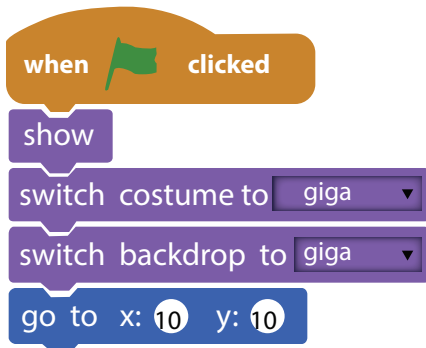 when clicked
show
switch costume to giga
switch backdrop to giga
go to x: 10 y: 10